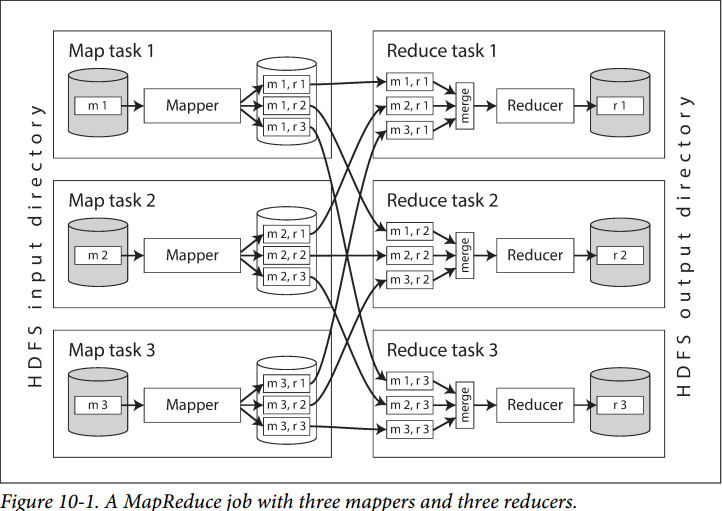 HDFS input directory
Map task 1
m 1
Mapper
m 1, r 1
m 1, r 2
m 1, r 3
Reduce task 1
m 1, r 1
m 2, r 1
m 3, r 1
merge
Reducer
r 1
Map task 2
m 2
Mapper
m 2, r 1
m 2, r 2
m 2, r 3
Reduce task 2
m 1, r 2
m 2, r 2
m 3, r 2
merge
Reducer
r 2
Map task 3
m 3
Mapper
m 3, r 1
m 3, r 2
m 3, r 3
Reduce task 3
m 1, r 3
m 2, r 3
m 3, r 3
merge
Reducer
r 3
HDFS output directory
Figure 10-1. A MapReduce job with three mappers and three reducers.